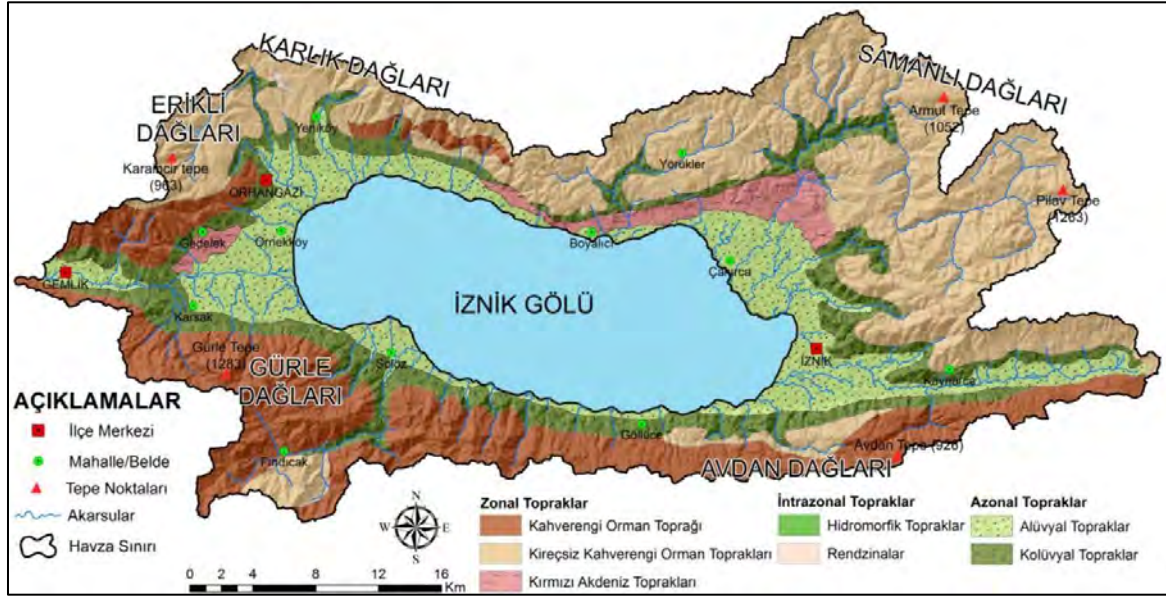 KARLIK DAĞLARI
SAMANLI DAĞLARI
ERİKLİ
DAĞLARI
Armut Tepe
(1052)
Yeniköy
Yörükler
Karaincir tepe
(963)
ORHANGAZİ
Pilav Tepe
(1263)
Gedelek
Örnekköy
Boyalıca
Çakırca
GEMLİK
İZNİK GÖLÜ
Karsak
Gürle Tepe
(1283)
GÜRLE
DAĞLARI
Sölöz
İZNİK
Kaynarca
Göllüce
Fındıcak
Avdan Tepe (926)
AVDAN DAĞLARI
AÇIKLAMALAR
İlçe Merkezi
Mahalle/Belde
Tepe Noktaları
Akarsular
Havza Sınırı
N
W E
S
0 2 4 8 12 16
Km
Zonal Topraklar
Kahverengi Orman Toprağı
Kireçsiz Kahverengi Orman Toprakları
Kırmızı Akdeniz Toprakları
İntrazonal Topraklar
Hidromorfik Topraklar
Rendzinalar
Azonal Topraklar
Alüvyal Topraklar
Kolüvyal Topraklar